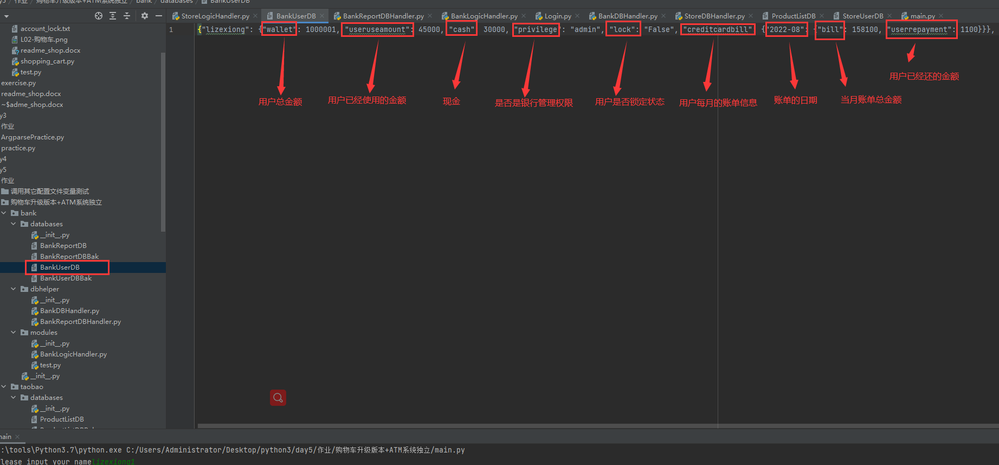 作业 / 购物车升级版本+ATM系统独立 / bank / databases / BankUserDB
StoreLogicHandler.py BankUserDB BankReportDBHandler.py BankLogicHandler.py Login.py BankDBHandler.py StoreDBHandler.py ProductListDB StoreUserDB main.py
1 {"lizexiong": {"wallet": 1000001, "useruseamount": 45000, "cash" 30000, "privilege": "admin", "lock": "False", "creditcardbill" {"2022-08": {"bill": 158100, "userrepayment": 1100}}},
用户总金额 用户已经使用的金额 现金 是否是银行管理权限 用户是否锁定状态 用户每月的账单信息 账单的日期 当月账单总金额 用户已经还的金额
account_lock.txt
L02-购物车.png
readme_shop.docx
shopping_cart.py
test.py
exercise.py
readme_shop.docx
~$adme_shop.docx
y3
作业
ArgparsePractice.py
practice.py
y4
y5
作业
调用其它配置文件变量测试
购物车升级版本+ATM系统独立
bank
databases
__init__.py
BankReportDB
BankReportDBBak
BankUserDB
BankUserDBBak
dbhelper
__init__.py
BankDBHandler.py
BankReportDBHandler.py
modules
__init__.py
BankLogicHandler.py
test.py
__init__.py
taobao
databases
__init__.py
ProductListDB
main
:\tools\Python3.7\python.exe C:/Users/Administrator/Desktop/python3/day5/作业/购物车升级版本+ATM系统独立/main.py
lease input your namelizexiong1